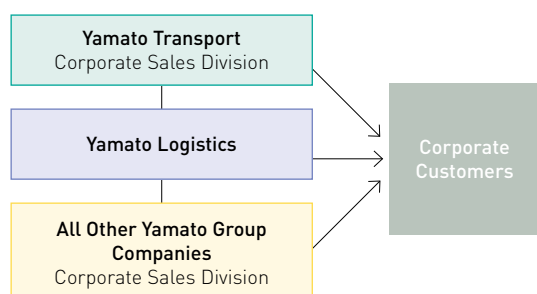 Yamato Transport
Corporate Sales Division
Yamato Logistics
All Other Yamato Group
Companies
Corporate Sales Division
Corporate
Customers